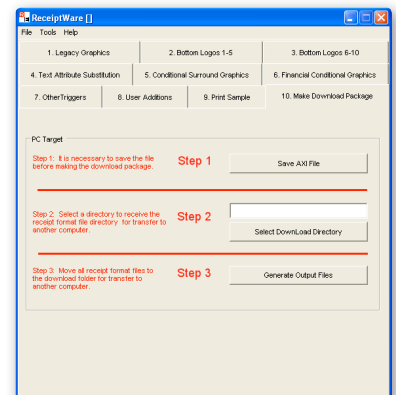 ReceiptWare []
File Tools Help
1. Legacy Graphics 2. Bottom Logos 1-5 3. Bottom Logos 6-10
4. Text Attribute Substitution 5. Conditional Surround Graphics 6. Financial Conditional Graphics
7. OtherTriggers 8. User Additions 9. Print Sample 10. Make Download Package
PC Target
Step 1: It is necessary to save the file
before making the download package.
Step 1
Save AXI File
Step 2: Select a directory to receive the
receipt format file directory for transfer to
another computer.
Step 2
Select DownLoad Directory
Step 3: Move all receipt format files to
the download folder for transfer to
another computer.
Step 3
Generate Output Files